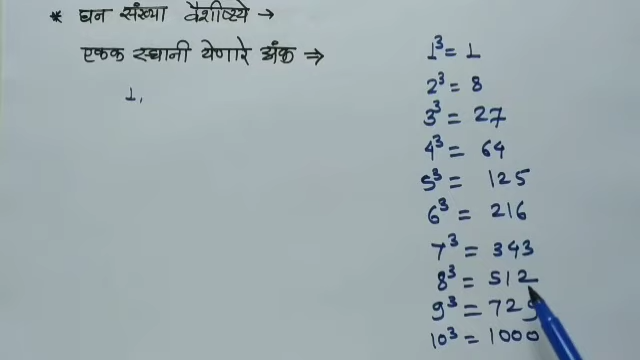 * घन संख्या वैशीष्ट्ये →
एकक स्थानी येणारे अंक ⇒
1,
1³ = 1
2³ = 8
3³ = 27
4³ = 64
5³ = 125
6³ = 216
7³ = 343
8³ = 512
9³ = 729
10³ = 1000